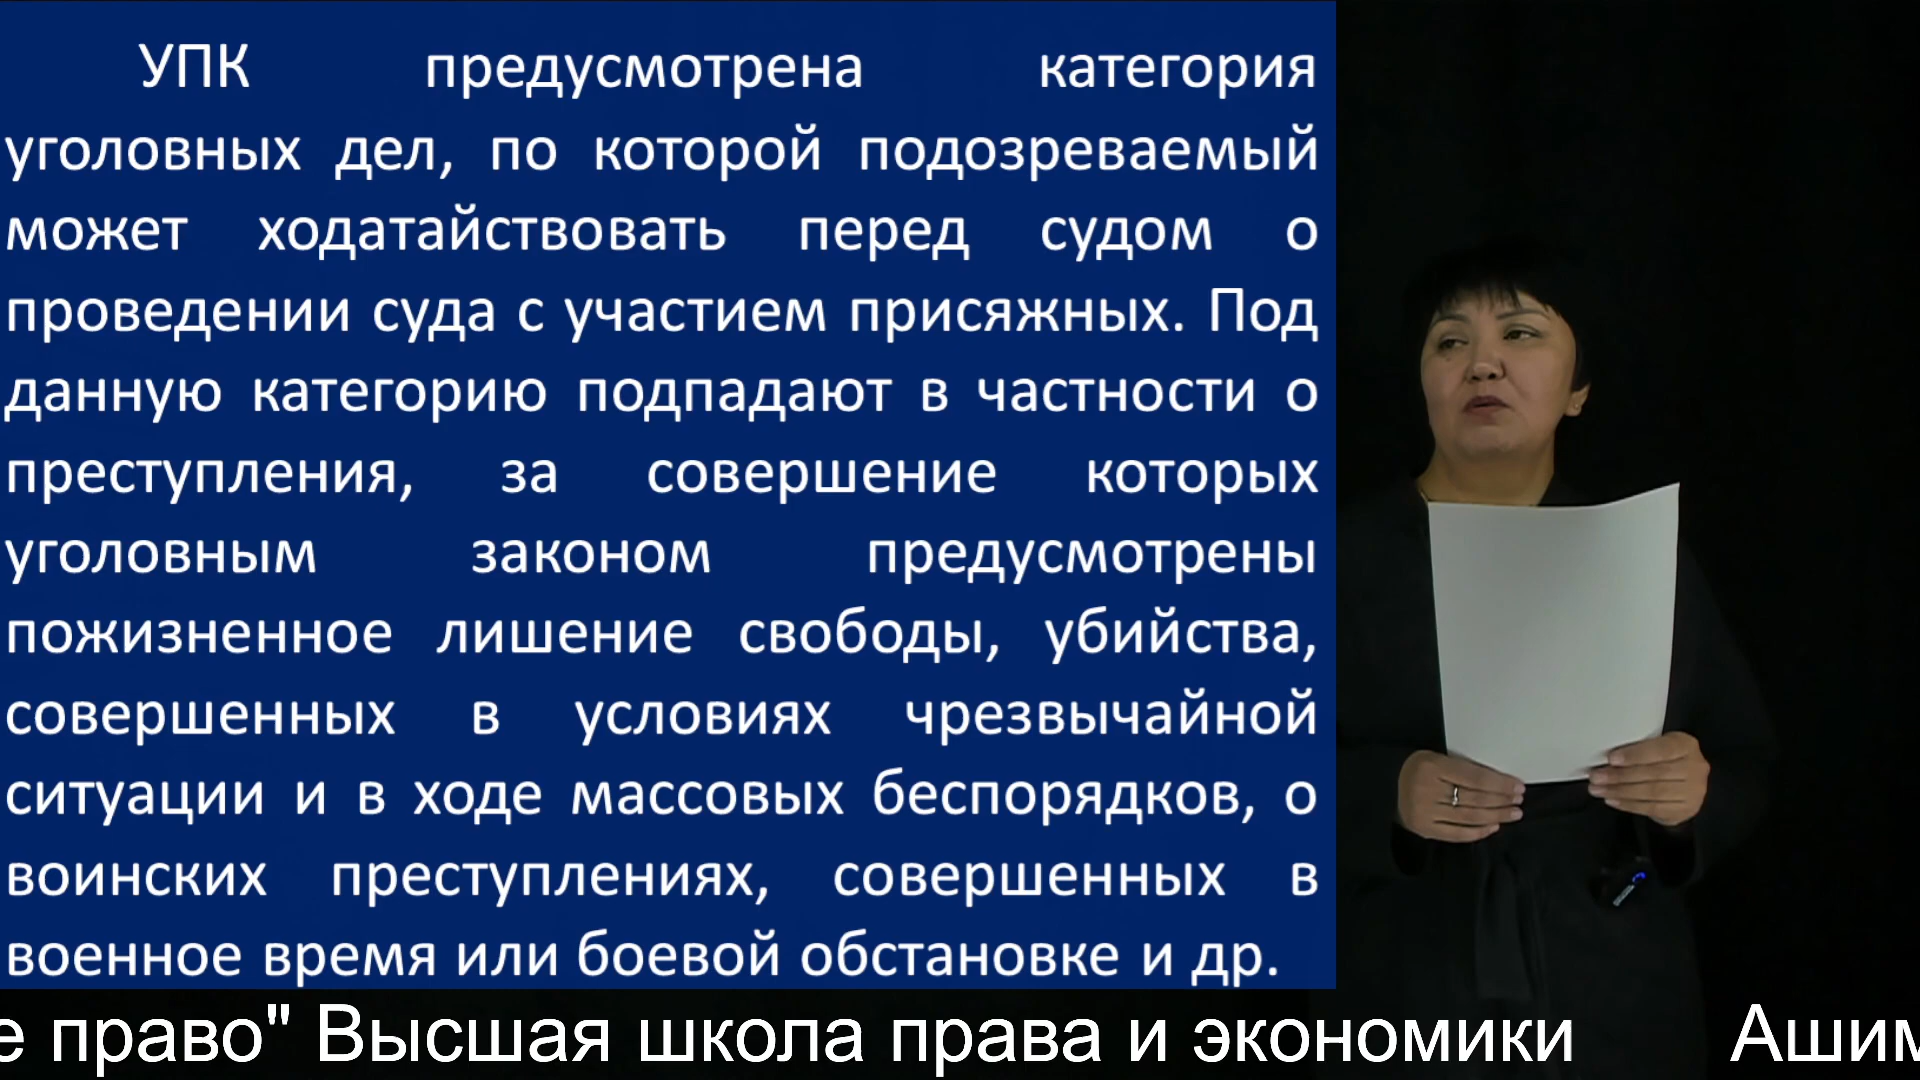 УПК предусмотрена категория
уголовных дел, по которой подозреваемый
может ходатайствовать перед судом о
проведении суда с участием присяжных. Под
данную категорию подпадают в частности о
преступления, за совершение которых
уголовным законом предусмотрены
пожизненное лишение свободы, убийства,
совершенных в условиях чрезвычайной
ситуации и в ходе массовых беспорядков, о
воинских преступлениях, совершенных в
военное время или боевой обстановке и др.
е право" Высшая школа права и экономики Ашим